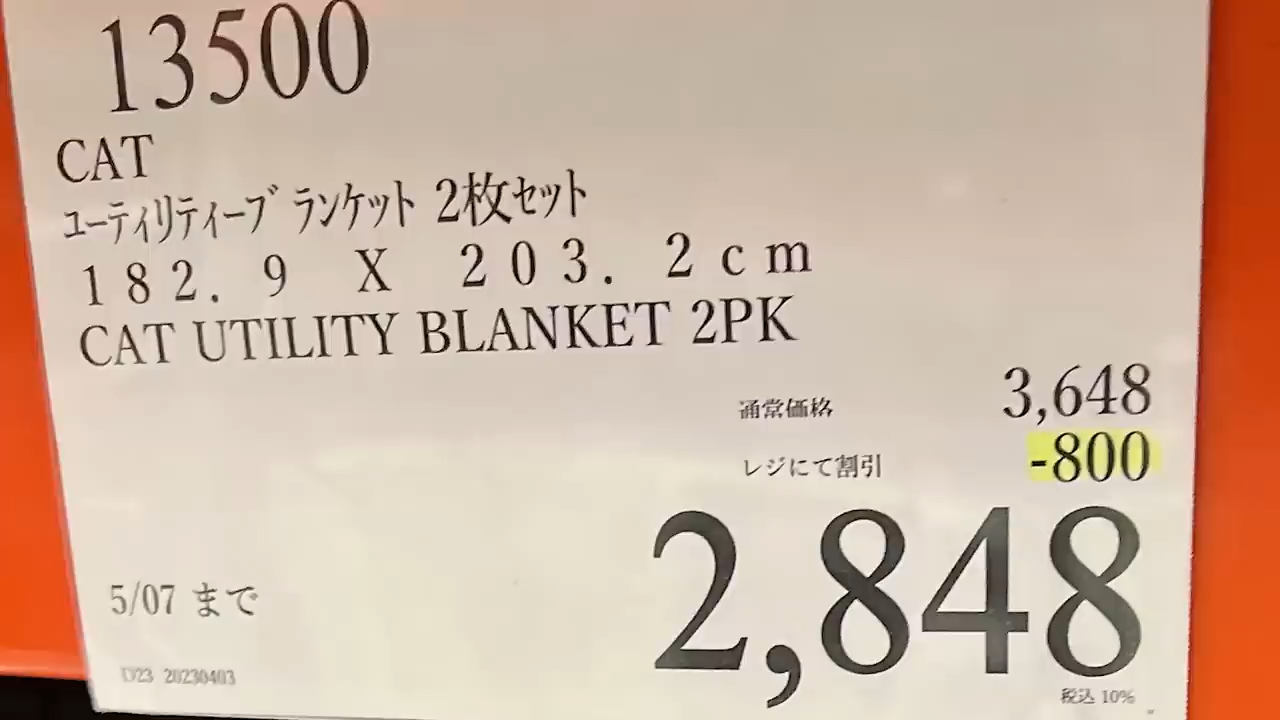 13500
CAT
ﾕｰﾃｨﾘﾃｨｰﾌﾞﾗﾝｹｯﾄ 2枚ｾｯﾄ
１８２．９　Ｘ　２０３．２ｃｍ
CAT UTILITY BLANKET 2PK
通常価格 3,648
レジにて割引 -800
2,848
5/07 まで
D23 20230403
税込 10%